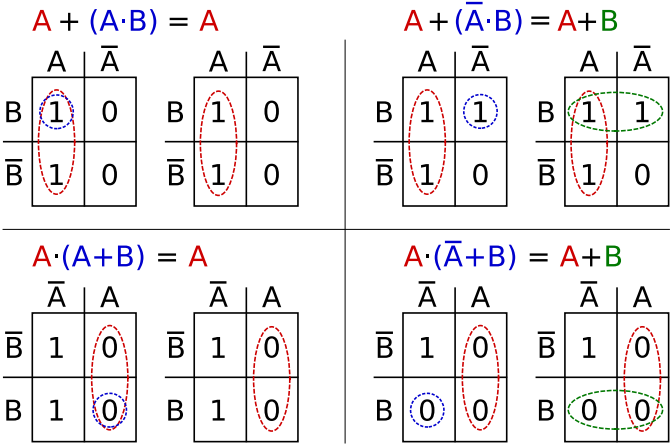 A + (A·B) = A
A A̅ A A̅
B 1 0 B 1 0
B̅ 1 0 B̅ 1 0
A + (A̅·B) = A+B
A A̅ A A̅
B 1 1 B 1 1
B̅ 1 0 B̅ 1 0
A·(A+B) = A
A̅ A A̅ A
B̅ 1 0 B̅ 1 0
B 1 0 B 1 0
A·(A̅+B) = A+B
A̅ A A̅ A
B̅ 1 0 B̅ 1 0
B 0 0 B 0 0